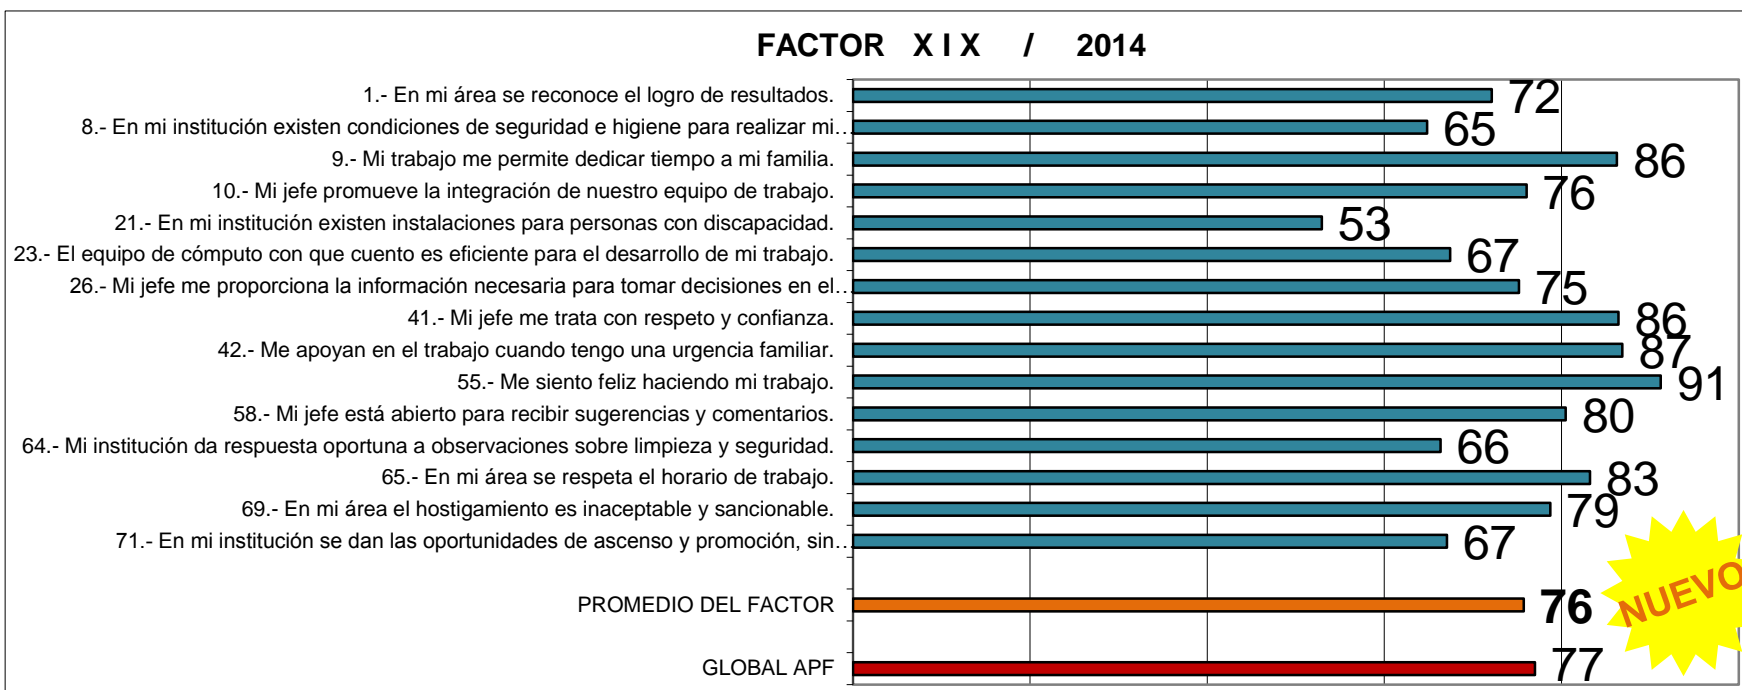 FACTOR X I X / 2014
1.- En mi área se reconoce el logro de resultados. 72
8.- En mi institución existen condiciones de seguridad e higiene para realizar mi… 65
9.- Mi trabajo me permite dedicar tiempo a mi familia. 86
10.- Mi jefe promueve la integración de nuestro equipo de trabajo. 76
21.- En mi institución existen instalaciones para personas con discapacidad. 53
23.- El equipo de cómputo con que cuento es eficiente para el desarrollo de mi trabajo. 67
26.- Mi jefe me proporciona la información necesaria para tomar decisiones en el… 75
41.- Mi jefe me trata con respeto y confianza. 86
42.- Me apoyan en el trabajo cuando tengo una urgencia familiar. 87
55.- Me siento feliz haciendo mi trabajo. 91
58.- Mi jefe está abierto para recibir sugerencias y comentarios. 80
64.- Mi institución da respuesta oportuna a observaciones sobre limpieza y seguridad. 66
65.- En mi área se respeta el horario de trabajo. 83
69.- En mi área el hostigamiento es inaceptable y sancionable. 79
71.- En mi institución se dan las oportunidades de ascenso y promoción, sin… 67
PROMEDIO DEL FACTOR 76
NUEVO
GLOBAL APF 77